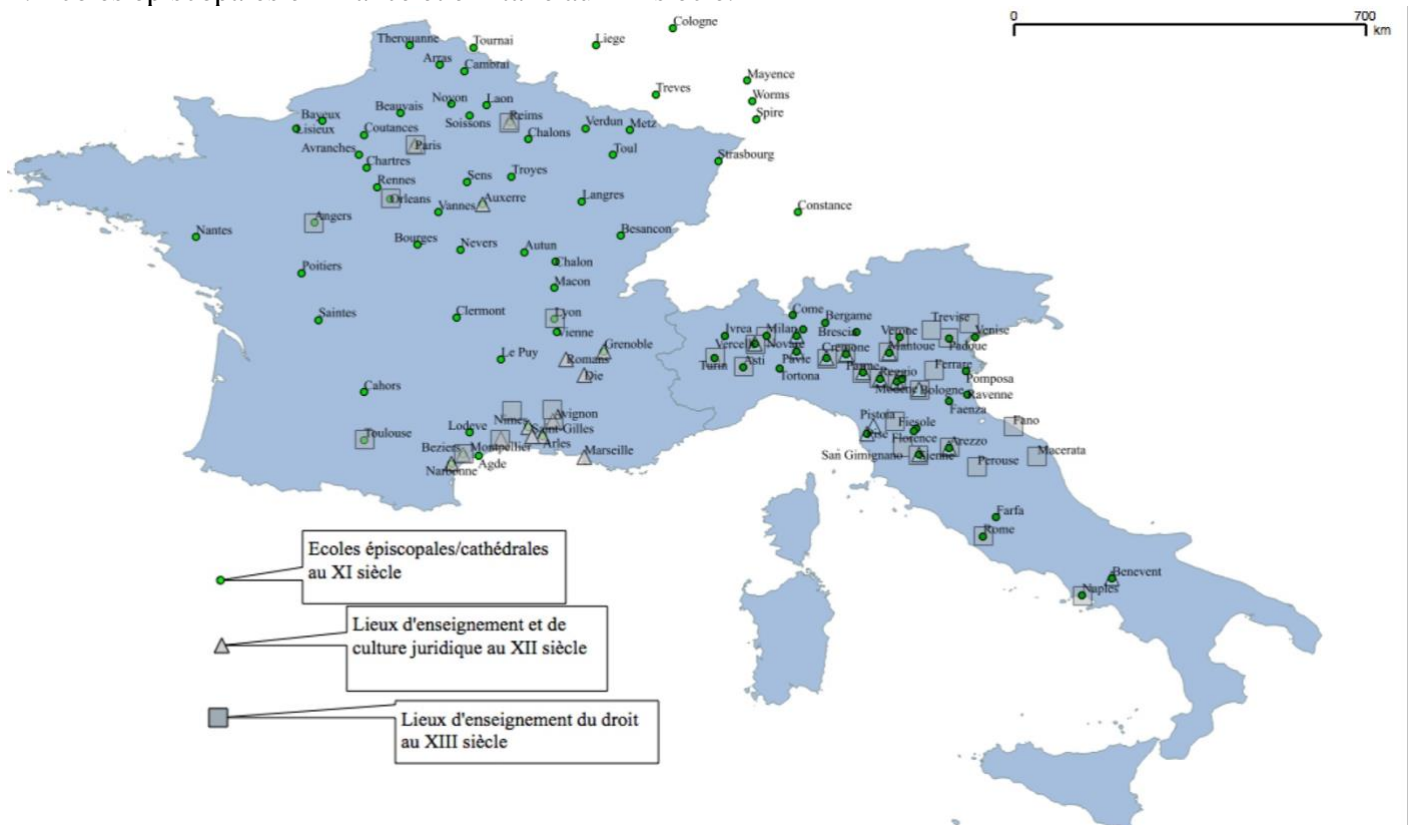 0 700
km
Cologne
Therouanne
Tournai
Liege
Arras
Cambrai
Mayence
Treves
Worms
Noyon
Laon
Spire
Beauvais
Bayeux
Lisieux
Soissons
Reims
Coutances
Chalons
Verdun
Metz
Paris
Avranches
Toul
Strasbourg
Chartres
Troyes
Rennes
Sens
Orleans
Auxerre
Langres
Vannes
Constance
Angers
Nantes
Bourges
Nevers
Autun
Besancon
Chalon
Poitiers
Macon
Saintes
Clermont
Lyon
Vienne
Come
Bergame
Trevise
Ivrea
Milan
Brescia
Verone
Venise
Padoue
Vercelli
Novare
Grenoble
Le Puy
Romans
Turin
Asti
Pavie
Cremone
Mantoue
Die
Tortona
Parme
Reggio
Ferrare
Pomposa
Modene
Bologne
Ravenne
Cahors
Faenza
Nimes
Avignon
Saint-Gilles
Pistoia
Fiesole
Fano
Toulouse
Lodeve
Arles
Pise
Florence
Arezzo
Beziers
Montpellier
Marseille
San Gimignano
Sienne
Macerata
Agde
Narbonne
Perouse
Farfa
Rome
Benevent
Naples
Ecoles épiscopales/cathédrales
au XI siècle
Lieux d'enseignement et de
culture juridique au XII siècle
Lieux d'enseignement du droit
au XIII siècle